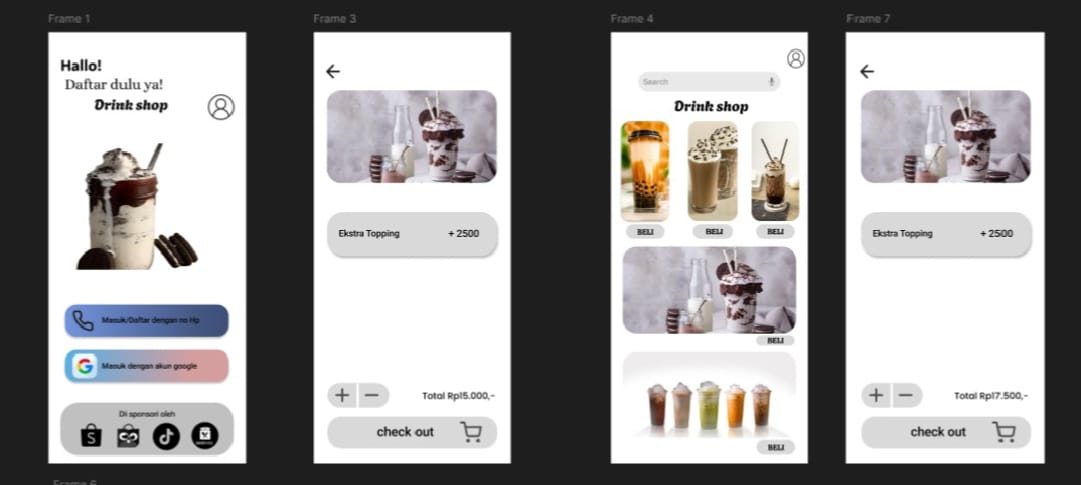 Frame 1
Hallo!
Daftar dulu ya!
Drink shop
Masuk/Daftar dengan no Hp
G
Masuk dengan akun google
Di sponsori oleh
S
Frame 3
Ekstra Topping + 2500
Total Rp15.000,-
check out
Frame 4
Search
Drink shop
BELI BELI BELI
BELI
BELI
Frame 7
Ekstra Topping + 2500
Total Rp17.500,-
check out
Frame 6